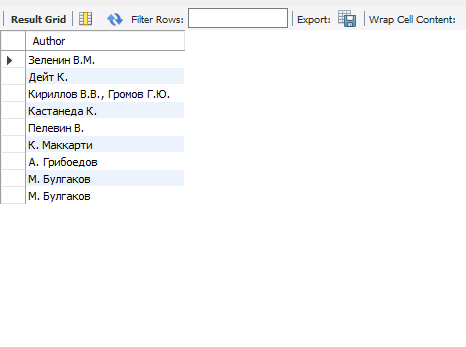 Result Grid Filter Rows: Export: Wrap Cell Content:
Author
Зеленин В.М.
Дейт К.
Кириллов В.В., Громов Г.Ю.
Кастанеда К.
Пелевин В.
К. Маккарти
А. Грибоедов
М. Булгаков
М. Булгаков